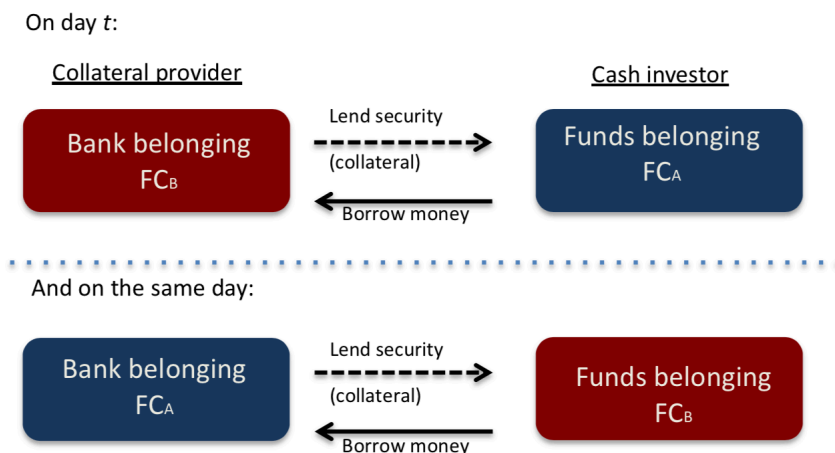 On day t:
Collateral provider
Cash investor
Bank belonging
FCB
Lend security
(collateral)
Borrow money
Funds belonging
FCA
And on the same day:
Bank belonging
FCA
Lend security
(collateral)
Borrow money
Funds belonging
FCB